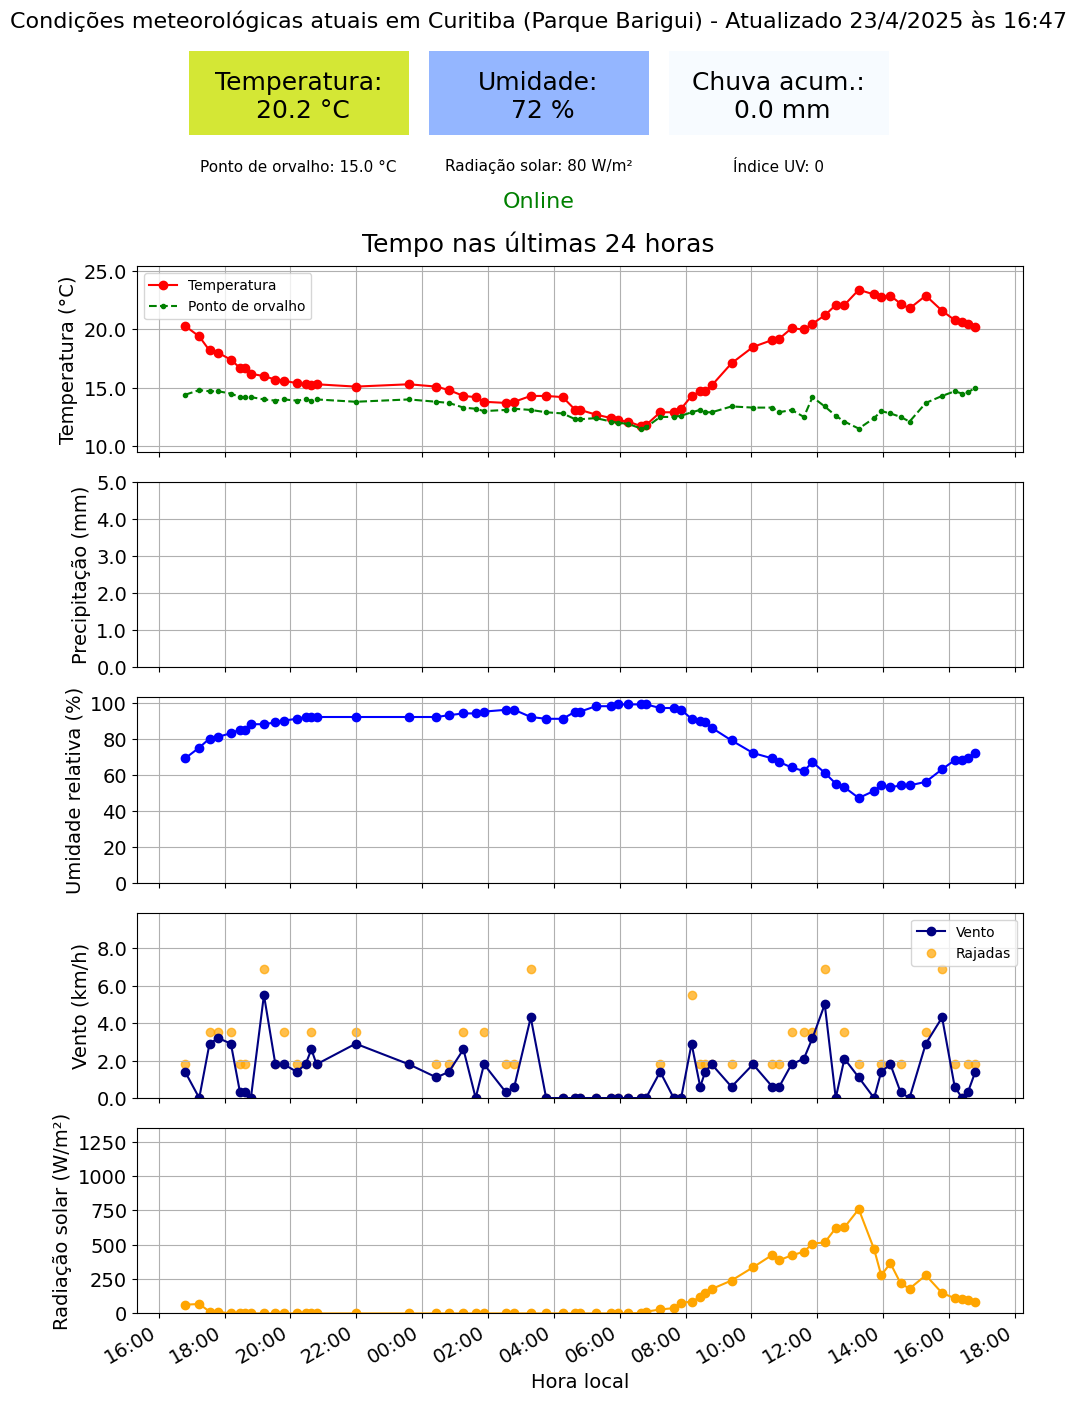 Condições meteorológicas atuais em Curitiba (Parque Barigui) - Atualizado 23/4/2025 às 16:47
Temperatura:
20.2 °C
Umidade:
72 %
Chuva acum.:
0.0 mm
Ponto de orvalho: 15.0 °C
Radiação solar: 80 W/m²
Índice UV: 0
Online
Tempo nas últimas 24 horas
Temperatura (°C)
25.0
20.0
15.0
10.0
Temperatura
Ponto de orvalho
Precipitação (mm)
5.0
4.0
3.0
2.0
1.0
0.0
Umidade relativa (%)
100
80
60
40
20
0
Vento (km/h)
8.0
6.0
4.0
2.0
0.0
Vento
Rajadas
Radiação solar (W/m²)
1250
1000
750
500
250
0
16:00
18:00
20:00
22:00
00:00
02:00
04:00
06:00
08:00
10:00
12:00
14:00
16:00
18:00
Hora local